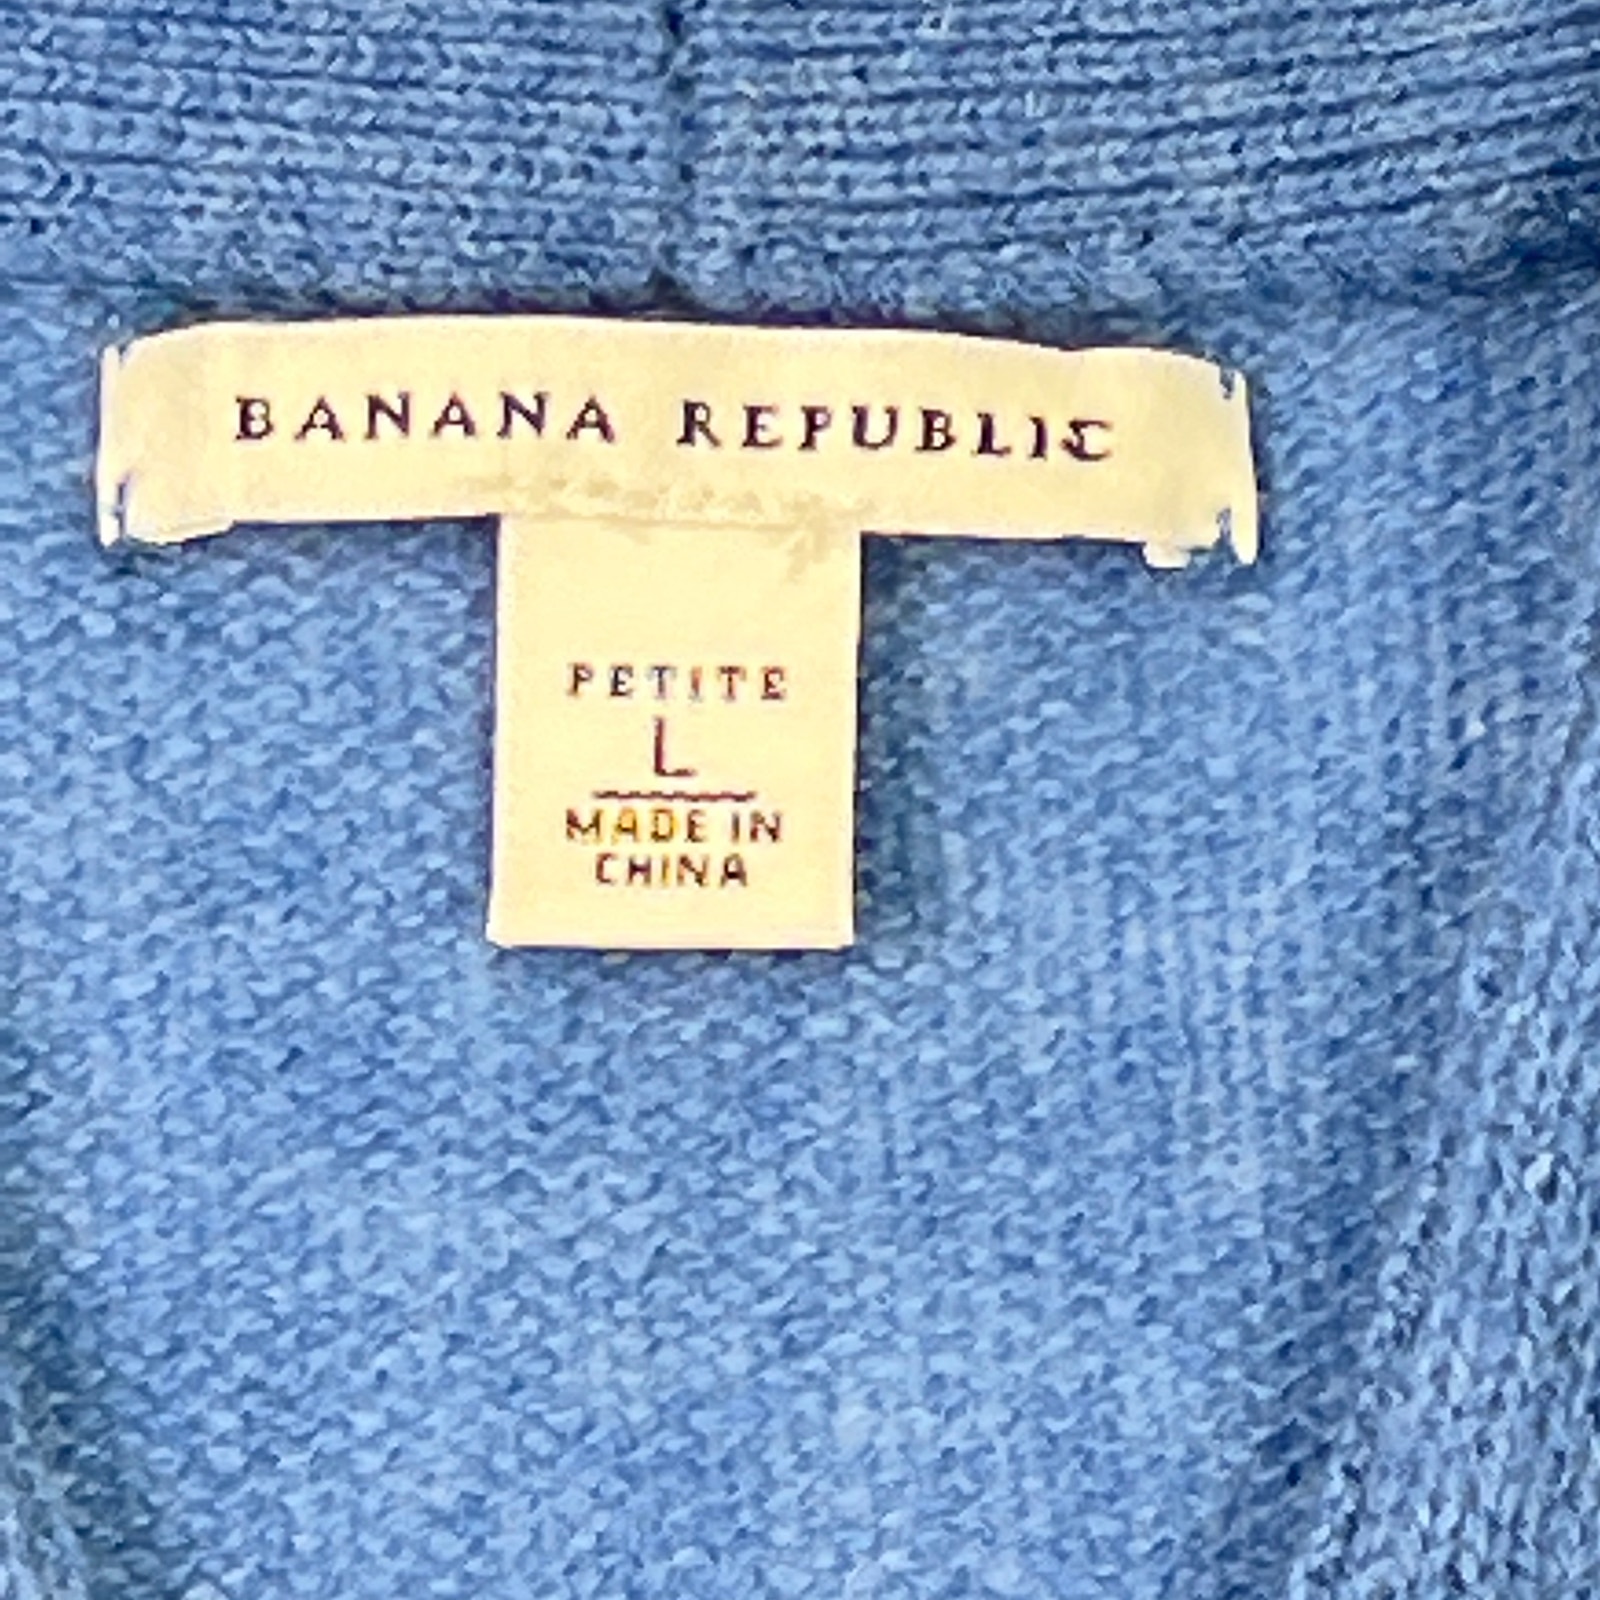 BANANA REPUBLIC
PETITE
L
MADE IN
CHINA